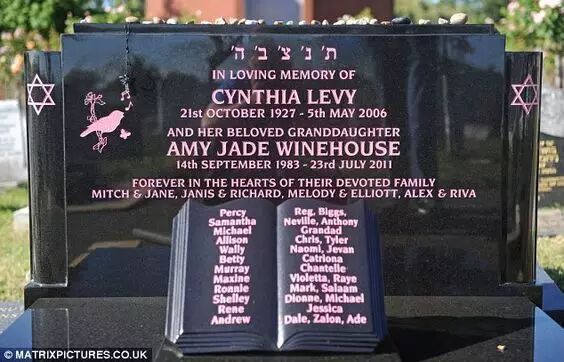 ת' נ' צ' ב' ה'
IN LOVING MEMORY OF
CYNTHIA LEVY
21st OCTOBER 1927 - 5th MAY 2006
AND HER BELOVED GRANDDAUGHTER
AMY JADE WINEHOUSE
14th SEPTEMBER 1983 - 23rd JULY 2011
FOREVER IN THE HEARTS OF THEIR DEVOTED FAMILY
MITCH & JANE, JANIS & RICHARD, MELODY & ELLIOTT, ALEX & RIVA
Percy
Samantha
Michael
Allison
Wally
Betty
Murray
Maxine
Ronnie
Shelley
Rene
Andrew
Reg, Biggs,
Neville, Anthony
Grandad
Chris, Tyler
Naomi, Jevan
Catriona
Chantelle
Violetta, Raye
Mark, Salaam
Dionne, Michael
Jessica
Dale, Zalon, Ade
© MATRIXPICTURES.CO.UK